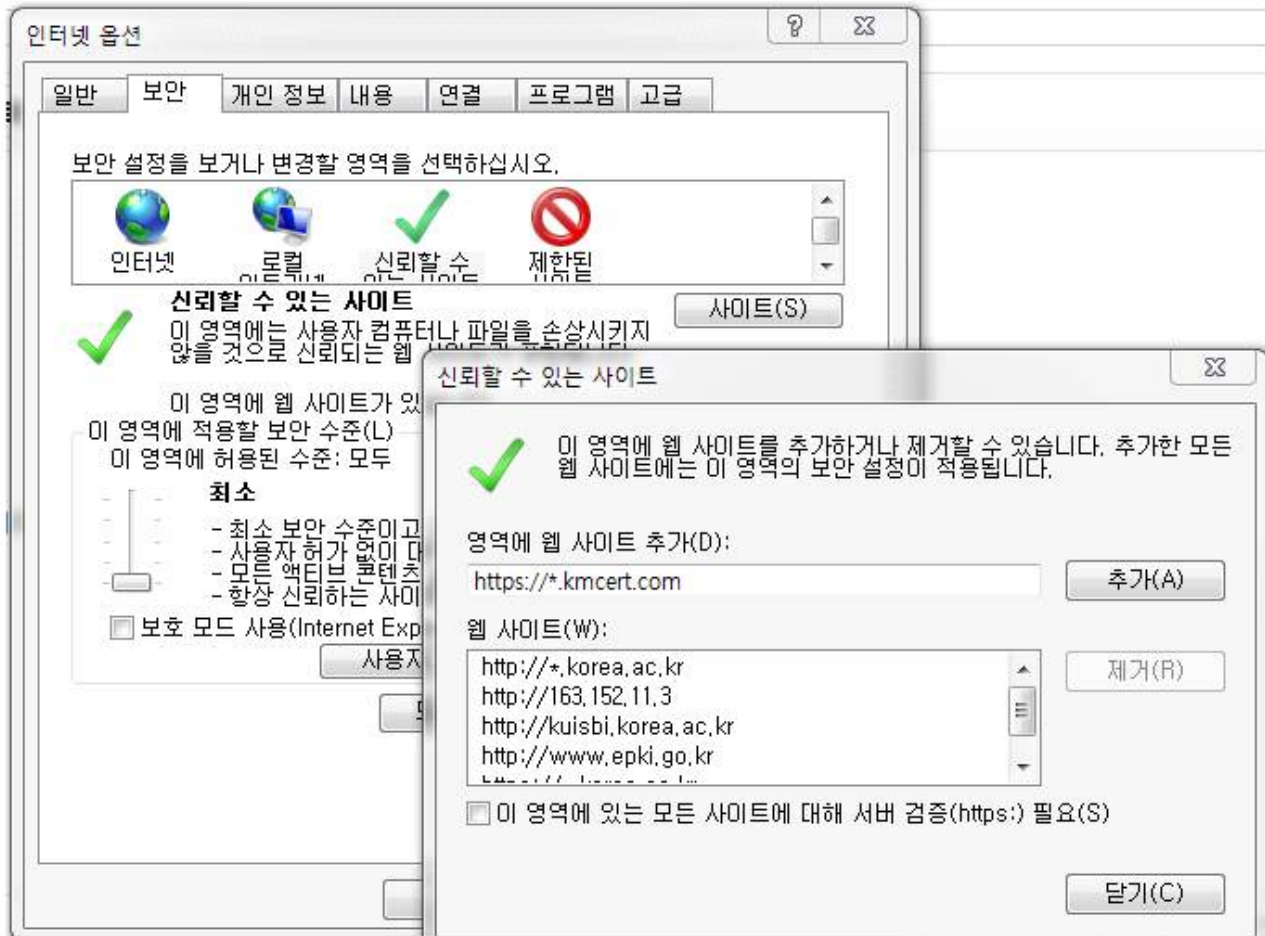 인터넷 옵션
일반 보안 개인 정보 내용 연결 프로그램 고급
보안 설정을 보거나 변경할 영역을 선택하십시오.
인터넷 로컬 신뢰할 수 제한된
신뢰할 수 있는 사이트
사이트(S)
이 영역에는 사용자 컴퓨터나 파일을 손상시키지
않을 것으로 신뢰되는 웹
이 영역에 웹 사이트가 있
이 영역에 적용할 보안 수준(L)
이 영역에 허용된 수준: 모두
최소
- 최소 보안 수준이고
- 사용자 허가 없이
- 모든 액티브 콘텐츠
- 항상 신뢰하는 사이
보호 모드 사용(Internet Exp
사용자
신뢰할 수 있는 사이트
이 영역에 웹 사이트를 추가하거나 제거할 수 있습니다. 추가한 모든
웹 사이트에는 이 영역의 보안 설정이 적용됩니다.
영역에 웹 사이트 추가(D):
https://*.kmcert.com
추가(A)
웹 사이트(W):
http://*.korea.ac.kr
http://163.152.11.3
http://kuisbi.korea.ac.kr
http://www.epki.go.kr
제거(R)
이 영역에 있는 모든 사이트에 대해 서버 검증(https:) 필요(S)
닫기(C)